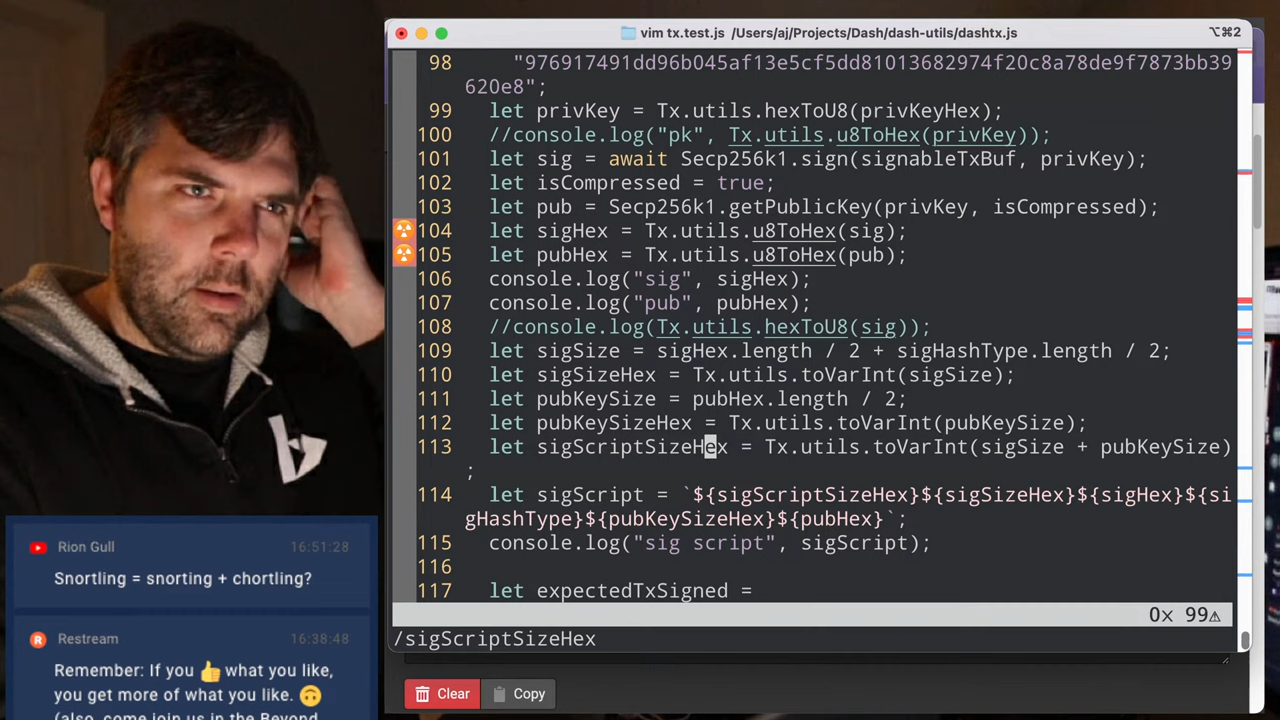 vim tx.test.js /Users/aj/Projects/Dash/dash-utils/dashtx.js
⌥⌘2
98 "976917491dd96b045af13e5cf5dd81013682974f20c8a78de9f7873bb39
620e8";
99 let privKey = Tx.utils.hexToU8(privKeyHex);
100 //console.log("pk", Tx.utils.u8ToHex(privKey));
101 let sig = await Secp256k1.sign(signableTxBuf, privKey);
102 let isCompressed = true;
103 let pub = Secp256k1.getPublicKey(privKey, isCompressed);
104 let sigHex = Tx.utils.u8ToHex(sig);
105 let pubHex = Tx.utils.u8ToHex(pub);
106 console.log("sig", sigHex);
107 console.log("pub", pubHex);
108 //console.log(Tx.utils.hexToU8(sig));
109 let sigSize = sigHex.length / 2 + sigHashType.length / 2;
110 let sigSizeHex = Tx.utils.toVarInt(sigSize);
111 let pubKeySize = pubHex.length / 2;
112 let pubKeySizeHex = Tx.utils.toVarInt(pubKeySize);
113 let sigScriptSizeHex = Tx.utils.toVarInt(sigSize + pubKeySize)
;
114 let sigScript = `${sigScriptSizeHex}${sigSizeHex}${sigHex}${si
gHashType}${pubKeySizeHex}${pubHex}`;
115 console.log("sig script", sigScript);
116
117 let expectedTxSigned =
0× 99⚠
/sigScriptSizeHex
Clear
Copy
Rion Gull 16:51:28
Snortling = snorting + chortling?
R Restream 16:38:48
Remember: If you 👍 what you like,
you get more of what you like. 🙃
(also, come join us in the Beyond